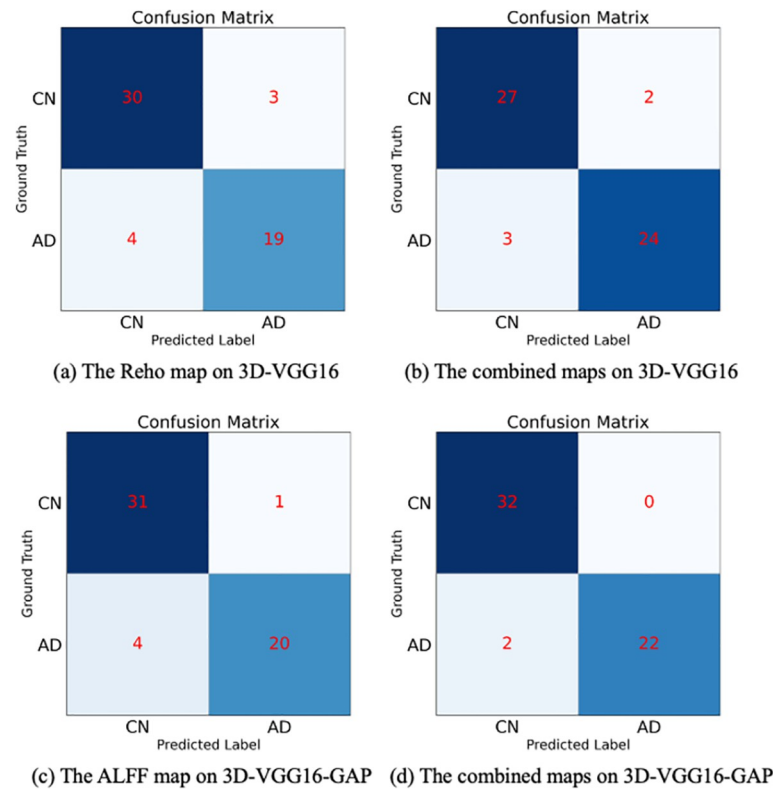 Confusion Matrix
CN
30
3
Ground Truth
AD
4
19
CN
AD
Predicted Label
(a) The Reho map on 3D-VGG16
Confusion Matrix
CN
27
2
Ground Truth
AD
3
24
CN
AD
Predicted Label
(b) The combined maps on 3D-VGG16
Confusion Matrix
CN
31
1
Ground Truth
AD
4
20
CN
AD
Predicted Label
(c) The ALFF map on 3D-VGG16-GAP
Confusion Matrix
CN
32
0
Ground Truth
AD
2
22
CN
AD
Predicted Label
(d) The combined maps on 3D-VGG16-GAP